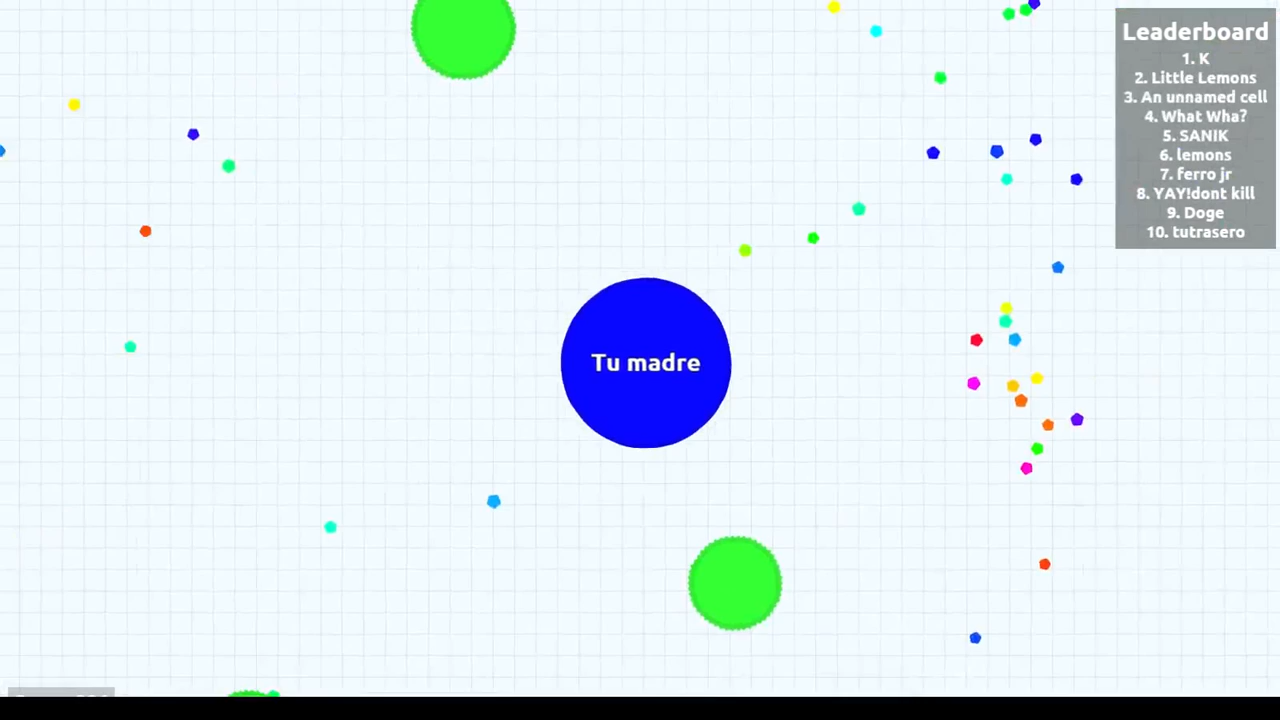 Leaderboard
1. K
2. Little Lemons
3. An unnamed cell
4. What Wha?
5. SANIK
6. lemons
7. ferro jr
8. YAY!dont kill
9. Doge
10. tutrasero
Tu madre